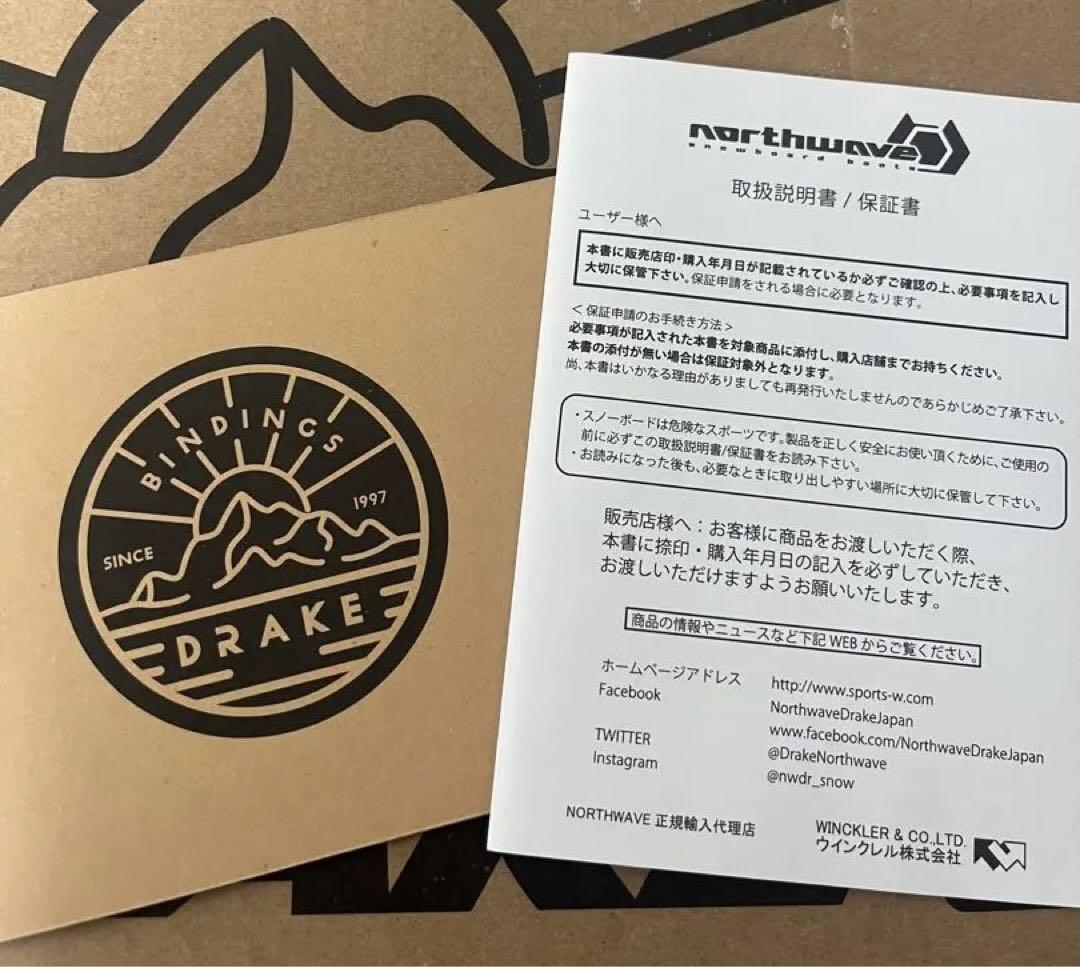 BINDINGS
SINCE
1997
DRAKE
northwave
snowboard boots
取扱説明書 / 保証書
ユーザー様へ
本書に販売店印・購入年月日が記載されているか必ずご確認の上、必要事項を記入し
大切に保管下さい。保証申請をされる場合に必要となります。
＜保証申請のお手続き方法＞
必要事項が記入された本書を対象商品に添付し、購入店舗までお持ちください。
本書の添付が無い場合は保証対象外となります。
尚、本書はいかなる理由がありましても再発行いたしませんのであらかじめご了承下さい。
・スノーボードは危険なスポーツです。製品を正しく安全にお使い頂くために、ご使用の
前に必ずこの取扱説明書/保証書をお読み下さい。
・お読みになった後も、必要なときに取り出しやすい場所に大切に保管して下さい。
販売店様へ：お客様に商品をお渡しいただく際、
本書に捺印・購入年月日の記入を必ずしていただき、
お渡しいただけますようお願いいたします。
商品の情報やニュースなど下記 WEB からご覧ください。
ホームページアドレス http://www.sports-w.com
Facebook NorthwaveDrakeJapan
www.facebook.com/NorthwaveDrakeJapan
TWITTER @DrakeNorthwave
Instagram @nwdr_snow
NORTHWAVE 正規輸入代理店
WINCKLER & CO.,LTD.
ウインクレル株式会社